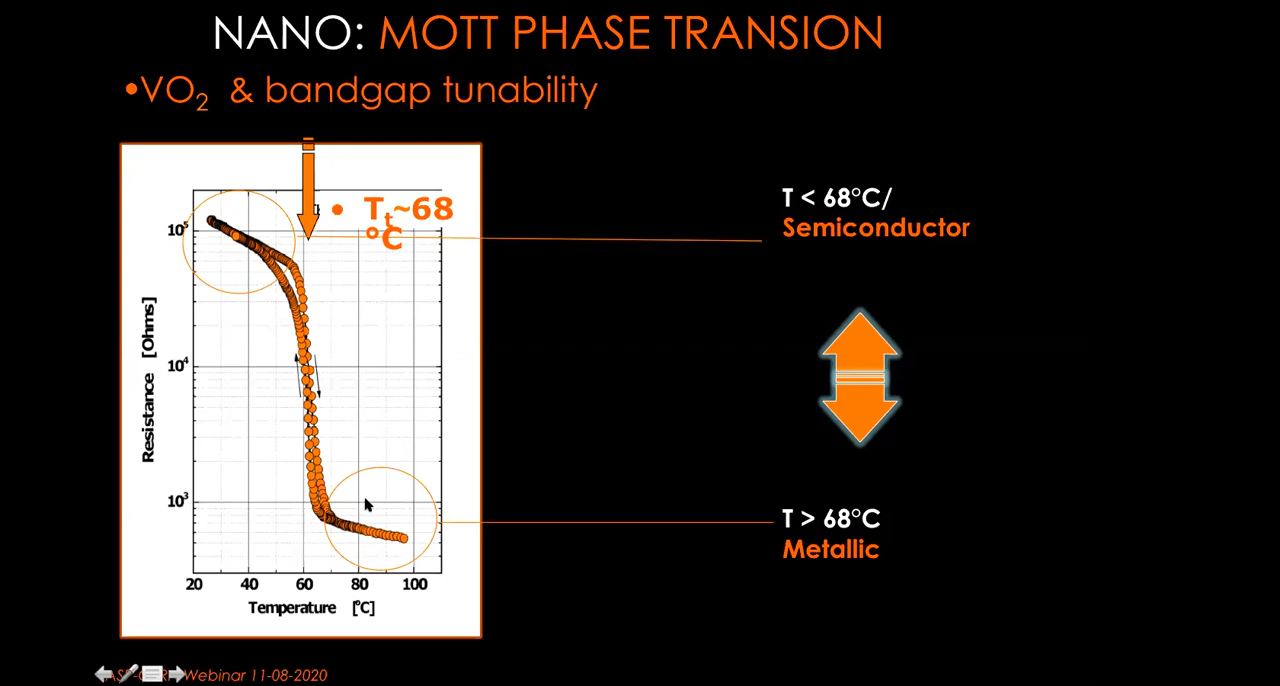 NANO: MOTT PHASE TRANSION
•VO₂ & bandgap tunability
• Tt~68
°C
T < 68°C/
Semiconductor
10⁵
10⁴
10³
Resistance [Ohms]
20 40 60 80 100
Temperature [°C]
T > 68°C
Metallic
Webinar 11-08-2020